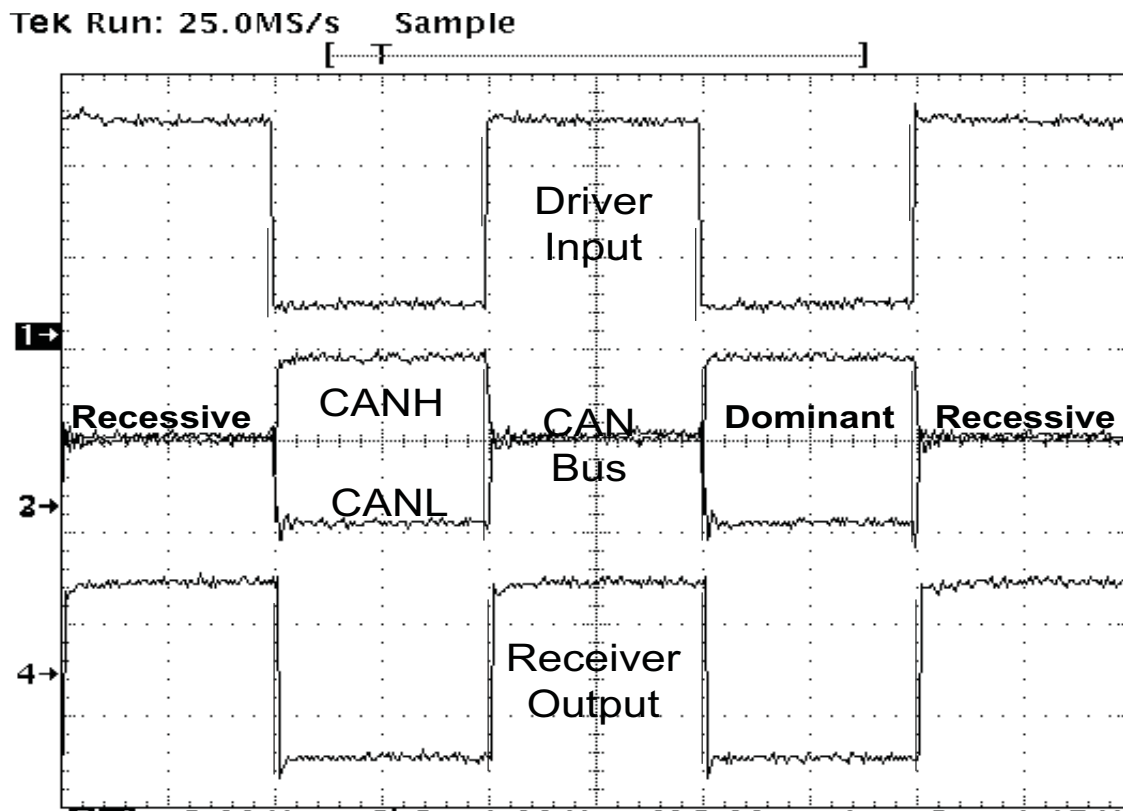 Tek Run: 25.0MS/s Sample
T
Driver
Input
1
CANH
Recessive
CAN
Dominant
Recessive
Bus
CANL
2
Receiver
4
Output